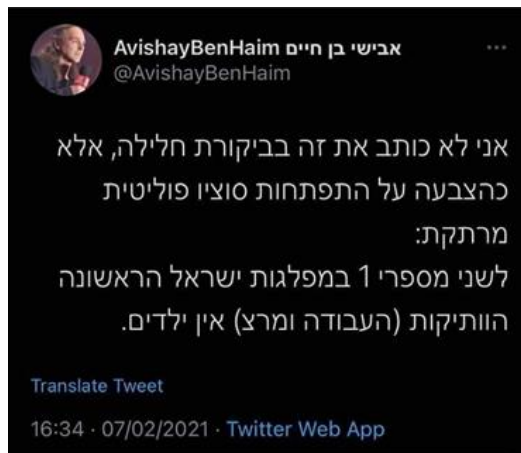 AvishayBenHaim אבישי בן חיים
@AvishayBenHaim
אני לא כותב את זה בביקורת חלילה, אלא
כהצבעה על התפתחות סוציו פוליטית
מרתקת:
לשני מספרי 1 במפלגות ישראל הראשונה
הוותיקות (העבודה ומרצ) אין ילדים.
Translate Tweet
16:34 · 07/02/2021 · Twitter Web App